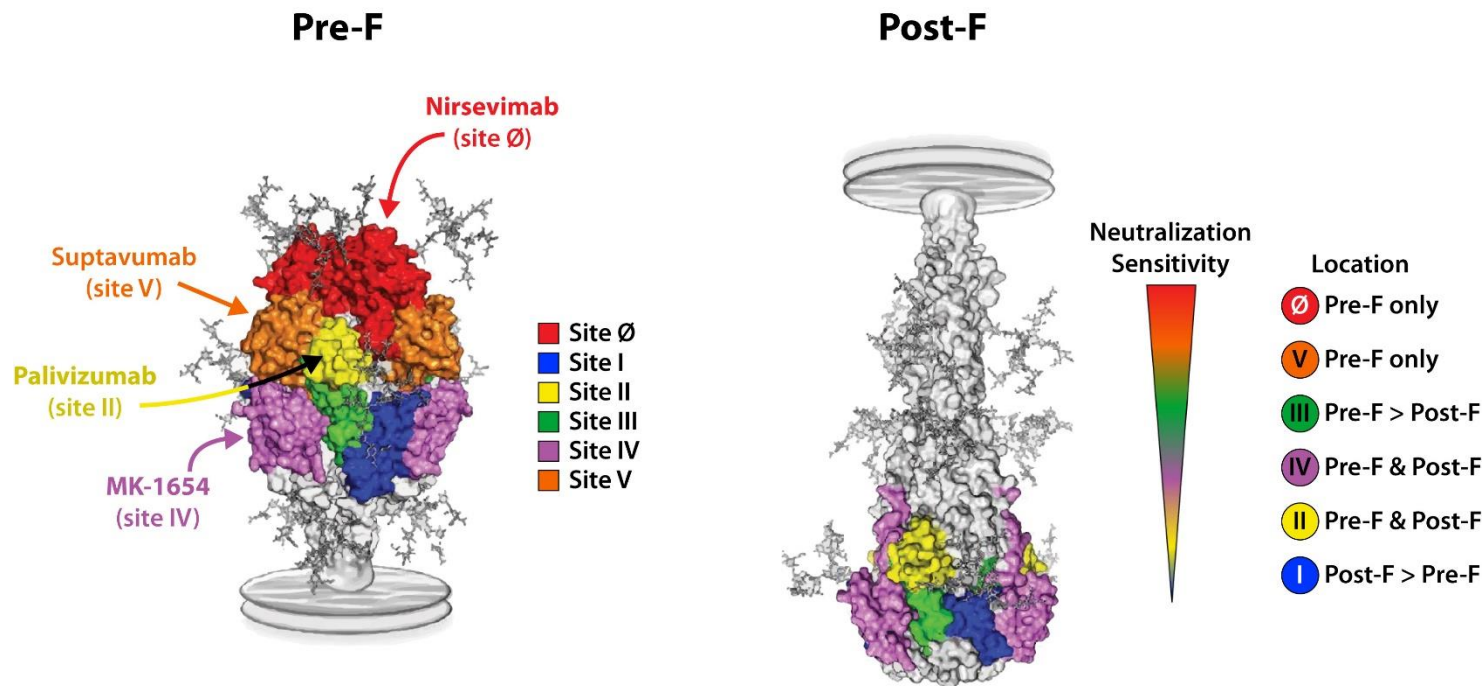 Pre-F
Post-F
Nirsevimab
(site Ø)
Suptavumab
(site V)
Palivizumab
(site II)
MK-1654
(site IV)
Site Ø
Site I
Site II
Site III
Site IV
Site V
Neutralization
Sensitivity
Location
Ø Pre-F only
V Pre-F only
III Pre-F > Post-F
IV Pre-F & Post-F
II Pre-F & Post-F
I Post-F > Pre-F